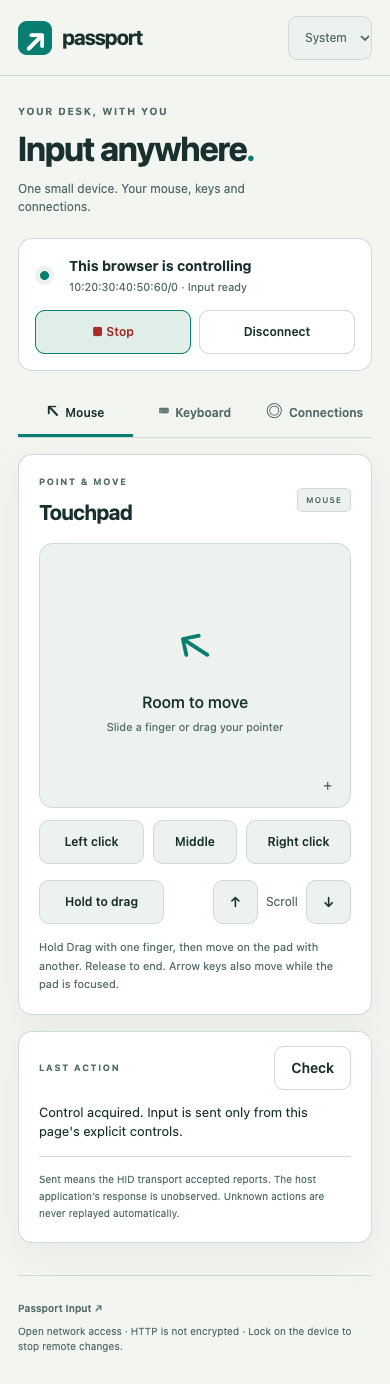 passport
System
YOUR DESK, WITH YOU
Input anywhere.
One small device. Your mouse, keys and
connections.
This browser is controlling
10:20:30:40:50:60/0 · Input ready
Stop
Disconnect
Mouse
Keyboard
Connections
POINT & MOVE
Touchpad
MOUSE
Room to move
Slide a finger or drag your pointer
+
Left click
Middle
Right click
Hold to drag
↑
Scroll
↓
Hold Drag with one finger, then move on the pad with
another. Release to end. Arrow keys also move while the
pad is focused.
LAST ACTION
Check
Control acquired. Input is sent only from this
page's explicit controls.
Sent means the HID transport accepted reports. The host
application's response is unobserved. Unknown actions are
never replayed automatically.
Passport Input ↗
Open network access · HTTP is not encrypted · Lock on the device to
stop remote changes.